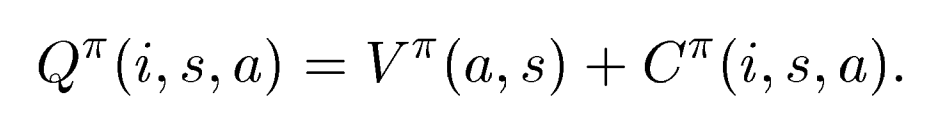 Q^π(i, s, a) = V^π(a, s) + C^π(i, s, a).